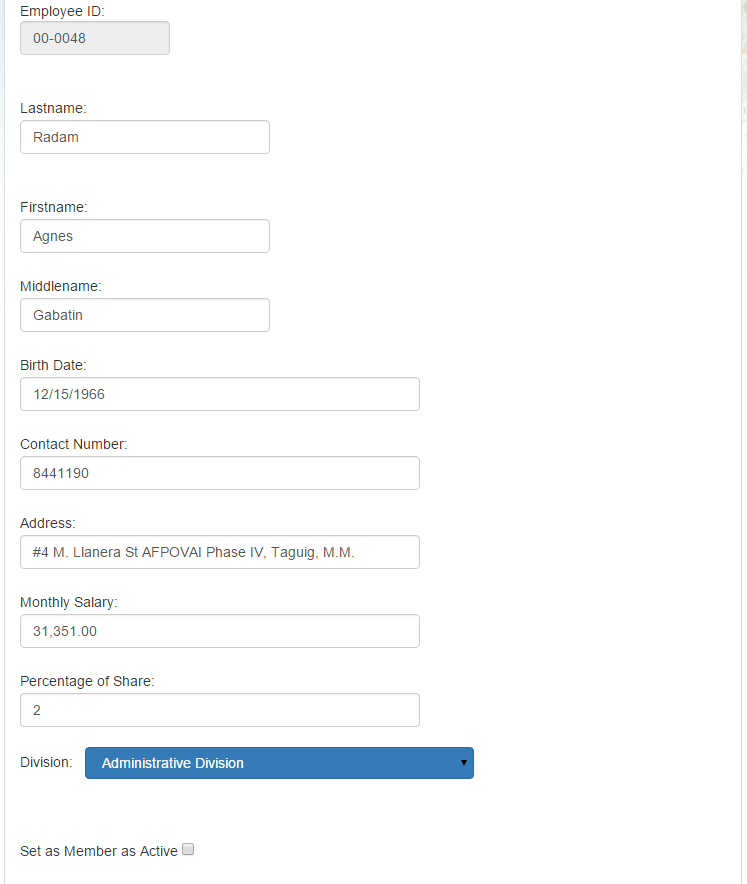 Employee ID:
00-0048
Lastname:
Radam
Firstname:
Agnes
Middlename:
Gabatin
Birth Date:
12/15/1966
Contact Number:
8441190
Address:
#4 M. Llanera St AFPOVAI Phase IV, Taguig, M.M.
Monthly Salary:
31,351.00
Percentage of Share:
2
Division: Administrative Division
Set as Member as Active